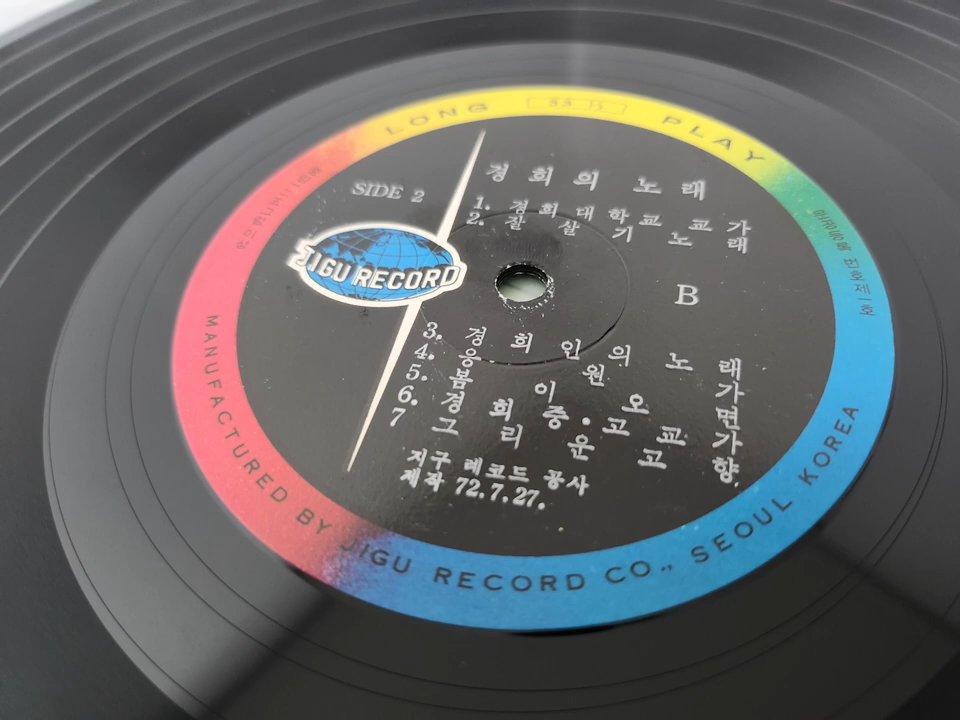 LONG PLAY
SIDE 2
경희의 노래
1. 경희대학교교가
2. 잘살기노래
JIGU RECORD
B
3. 경희인의노래
4. 응원가
5. 봄이오면
6. 경희중·고교가
7 그리운고향
지구 레코드 공사
제작 72.7.27.
MANUFACTURED BY JIGU RECORD CO., SEOUL KOREA